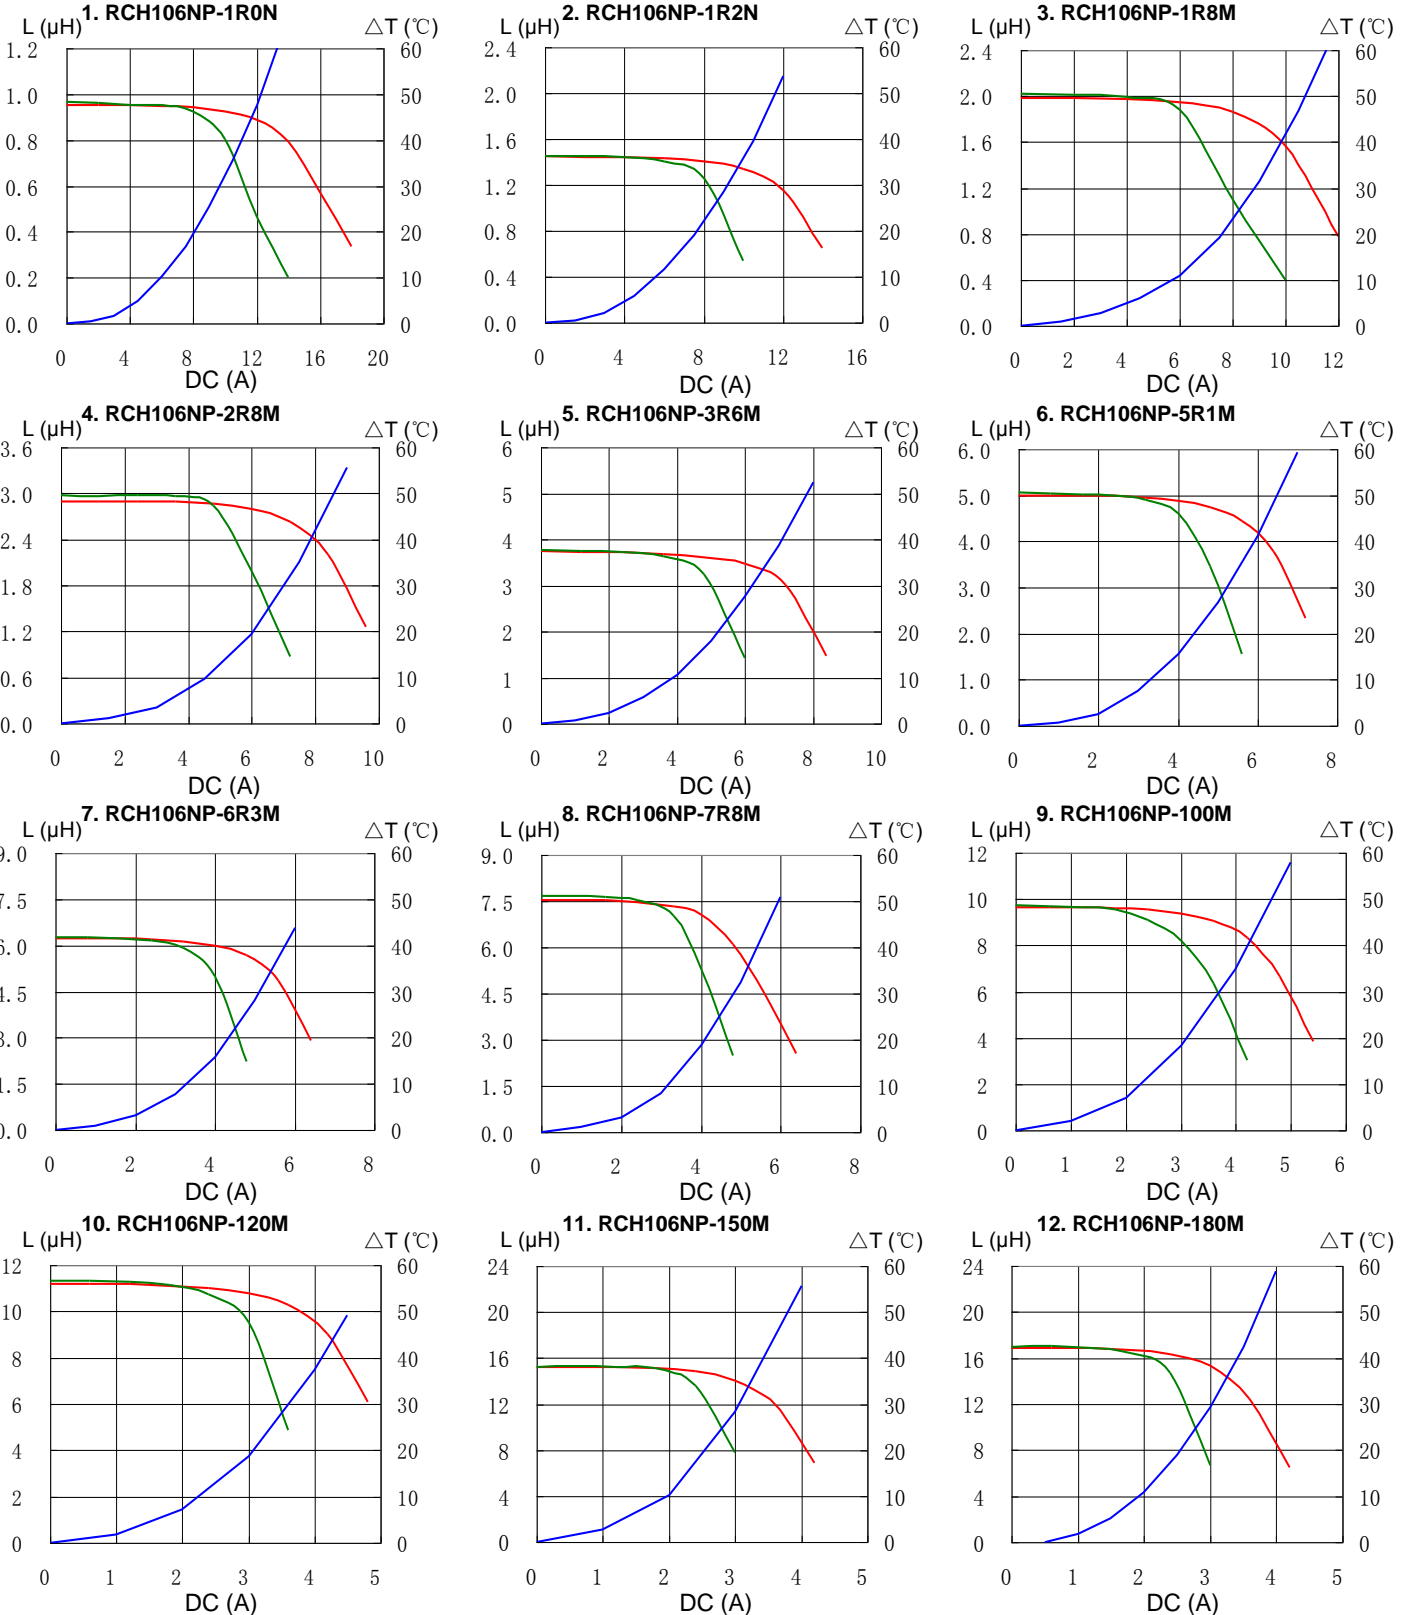 1. RCH106NP-1R0N
L (µH)
△T (℃)
1.2
1.0
0.8
0.6
0.4
0.2
0.0
60
50
40
30
20
10
0
0 4 8 12 16 20
DC (A)
2. RCH106NP-1R2N
L (µH)
△T (℃)
2.4
2.0
1.6
1.2
0.8
0.4
0.0
60
50
40
30
20
10
0
0 4 8 12 16
DC (A)
3. RCH106NP-1R8M
L (µH)
△T (℃)
2.4
2.0
1.6
1.2
0.8
0.4
0.0
60
50
40
30
20
10
0
0 2 4 6 8 10 12
DC (A)
4. RCH106NP-2R8M
L (µH)
△T (℃)
3.6
3.0
2.4
1.8
1.2
0.6
0.0
60
50
40
30
20
10
0
0 2 4 6 8 10
DC (A)
5. RCH106NP-3R6M
L (µH)
△T (℃)
6
5
4
3
2
1
0
60
50
40
30
20
10
0
0 2 4 6 8 10
DC (A)
6. RCH106NP-5R1M
L (µH)
△T (℃)
6.0
5.0
4.0
3.0
2.0
1.0
0.0
60
50
40
30
20
10
0
0 2 4 6 8
DC (A)
7. RCH106NP-6R3M
L (µH)
△T (℃)
9.0
7.5
6.0
4.5
3.0
1.5
0.0
60
50
40
30
20
10
0
0 2 4 6 8
DC (A)
8. RCH106NP-7R8M
L (µH)
△T (℃)
9.0
7.5
6.0
4.5
3.0
1.5
0.0
60
50
40
30
20
10
0
0 2 4 6 8
DC (A)
9. RCH106NP-100M
L (µH)
△T (℃)
12
10
8
6
4
2
0
60
50
40
30
20
10
0
0 1 2 3 4 5 6
DC (A)
10. RCH106NP-120M
L (µH)
△T (℃)
12
10
8
6
4
2
0
60
50
40
30
20
10
0
0 1 2 3 4 5
DC (A)
11. RCH106NP-150M
L (µH)
△T (℃)
24
20
16
12
8
4
0
60
50
40
30
20
10
0
0 1 2 3 4 5
DC (A)
12. RCH106NP-180M
L (µH)
△T (℃)
24
20
16
12
8
4
0
60
50
40
30
20
10
0
0 1 2 3 4 5
DC (A)